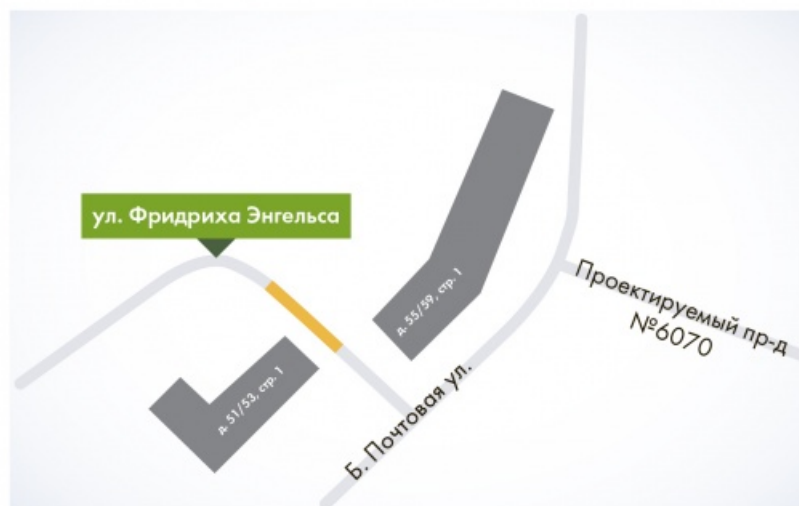 ул. Фридриха Энгельса
д. 55/59, стр. 1
Проектируемый пр-д
№6070
д. 51/53, стр. 1
Б. Почтовая ул.